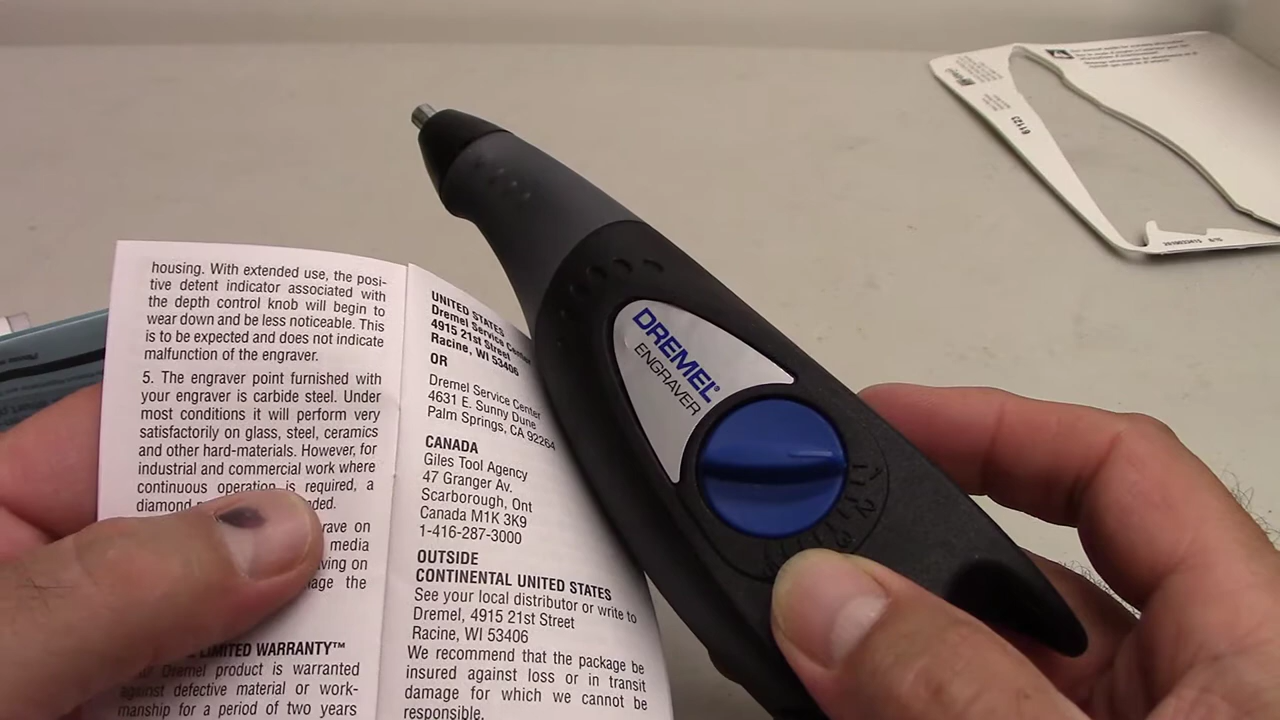 housing. With extended use, the posi-
tive detent indicator associated with
the depth control knob will begin to
wear down and be less noticeable. This
is to be expected and does not indicate
malfunction of the engraver.
5. The engraver point furnished with
your engraver is carbide steel. Under
most conditions it will perform very
satisfactorily on glass, steel, ceramics
and other hard-materials. However, for
industrial and commercial work where
continuous operation is required, a
diamond
on
media
on
the
LIMITED WARRANTY™
Dremel product is warranted
against defective material or work-
manship for a period of two years
UNITED STATES
Dremel Service Center
4915 21st Street
Racine, WI 53406
OR
Dremel Service Center
4631 E. Sunny Dune
Palm Springs, CA 92264
CANADA
Giles Tool Agency
47 Granger Av.
Scarborough, Ont
Canada M1K 3K9
1-416-287-3000
OUTSIDE
CONTINENTAL UNITED STATES
See your local distributor or write to
Dremel, 4915 21st Street
Racine, WI 53406
We recommend that the package be
insured against loss or in transit
damage for which we cannot be
responsible.
DREMEL®
ENGRAVER
61123